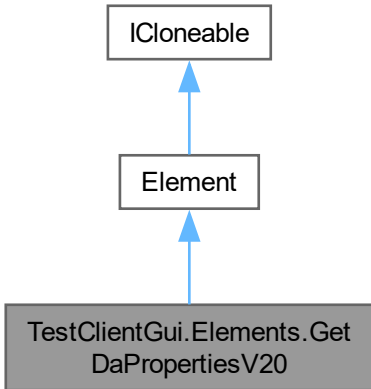 ICloneable
Element
TestClientGui.Elements.Get
DaPropertiesV20